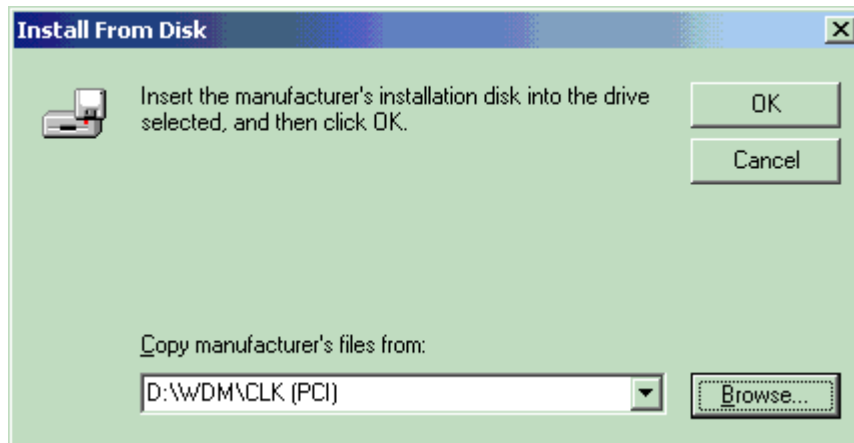 Install From Disk
Insert the manufacturer's installation disk into the drive
selected, and then click OK.
OK
Cancel
Copy manufacturer's files from:
D:\WDM\CLK (PCI)
Browse...